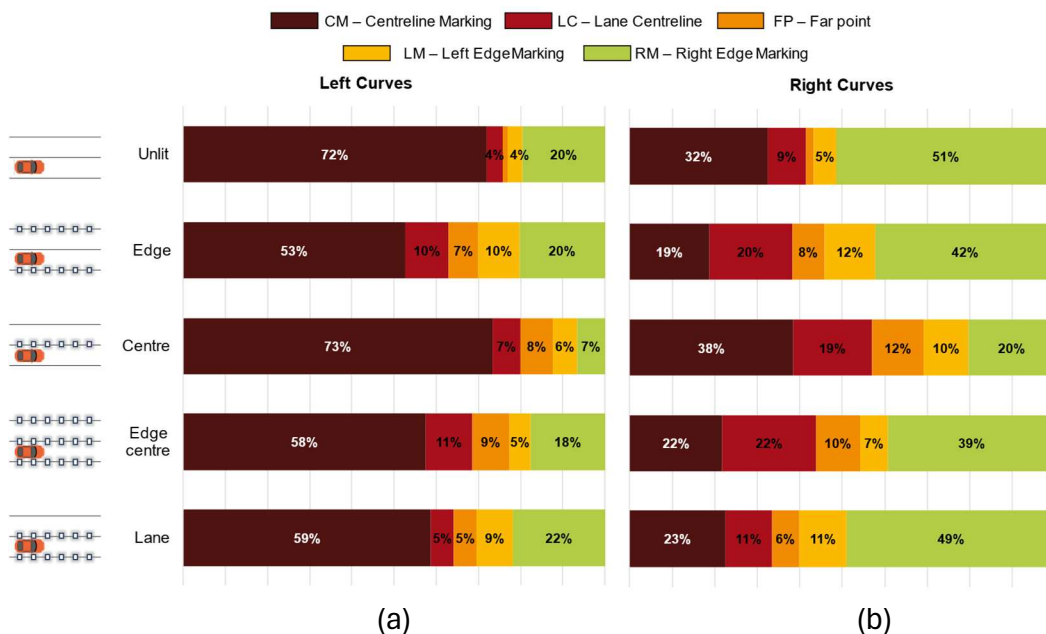 CM – Centreline Marking LC – Lane Centreline FP – Far point
LM – Left Edge Marking RM – Right Edge Marking
Left Curves Right Curves
Unlit 72% 4% 4% 20% 32% 9% 5% 51%
Edge 53% 10% 7% 10% 20% 19% 20% 8% 12% 42%
Centre 73% 7% 8% 6% 7% 38% 19% 12% 10% 20%
Edge
centre 58% 11% 9% 5% 18% 22% 22% 10% 7% 39%
Lane 59% 5% 5% 9% 22% 23% 11% 6% 11% 49%
(a) (b)